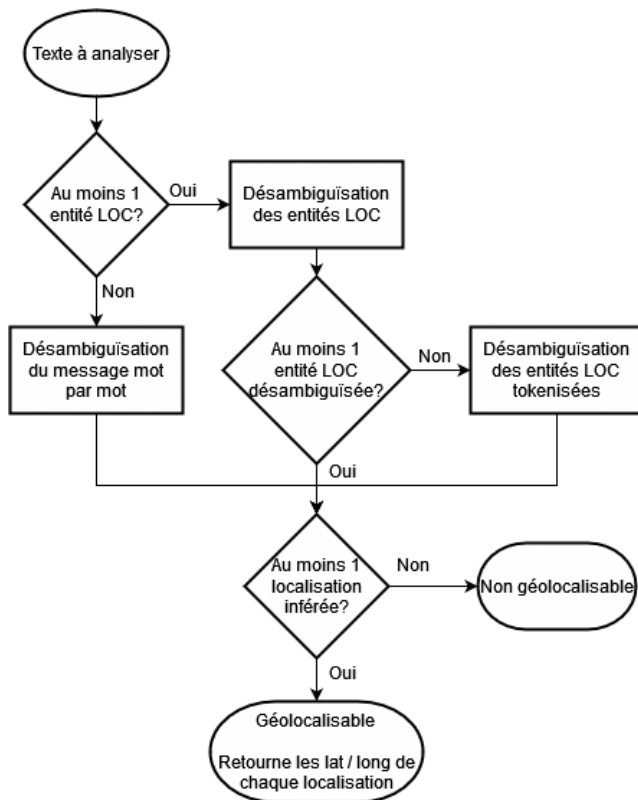 Texte à analyser
Au moins 1
entité LOC?
Oui
Désambiguïsation
des entités LOC
Non
Désambiguïsation
du message mot
par mot
Au moins 1
entité LOC
désambiguïsée?
Non
Désambiguïsation
des entités LOC
tokenisées
Oui
Au moins 1
localisation
inférée?
Non
Non géolocalisable
Oui
Géolocalisable
Retourne les lat / long de
chaque localisation